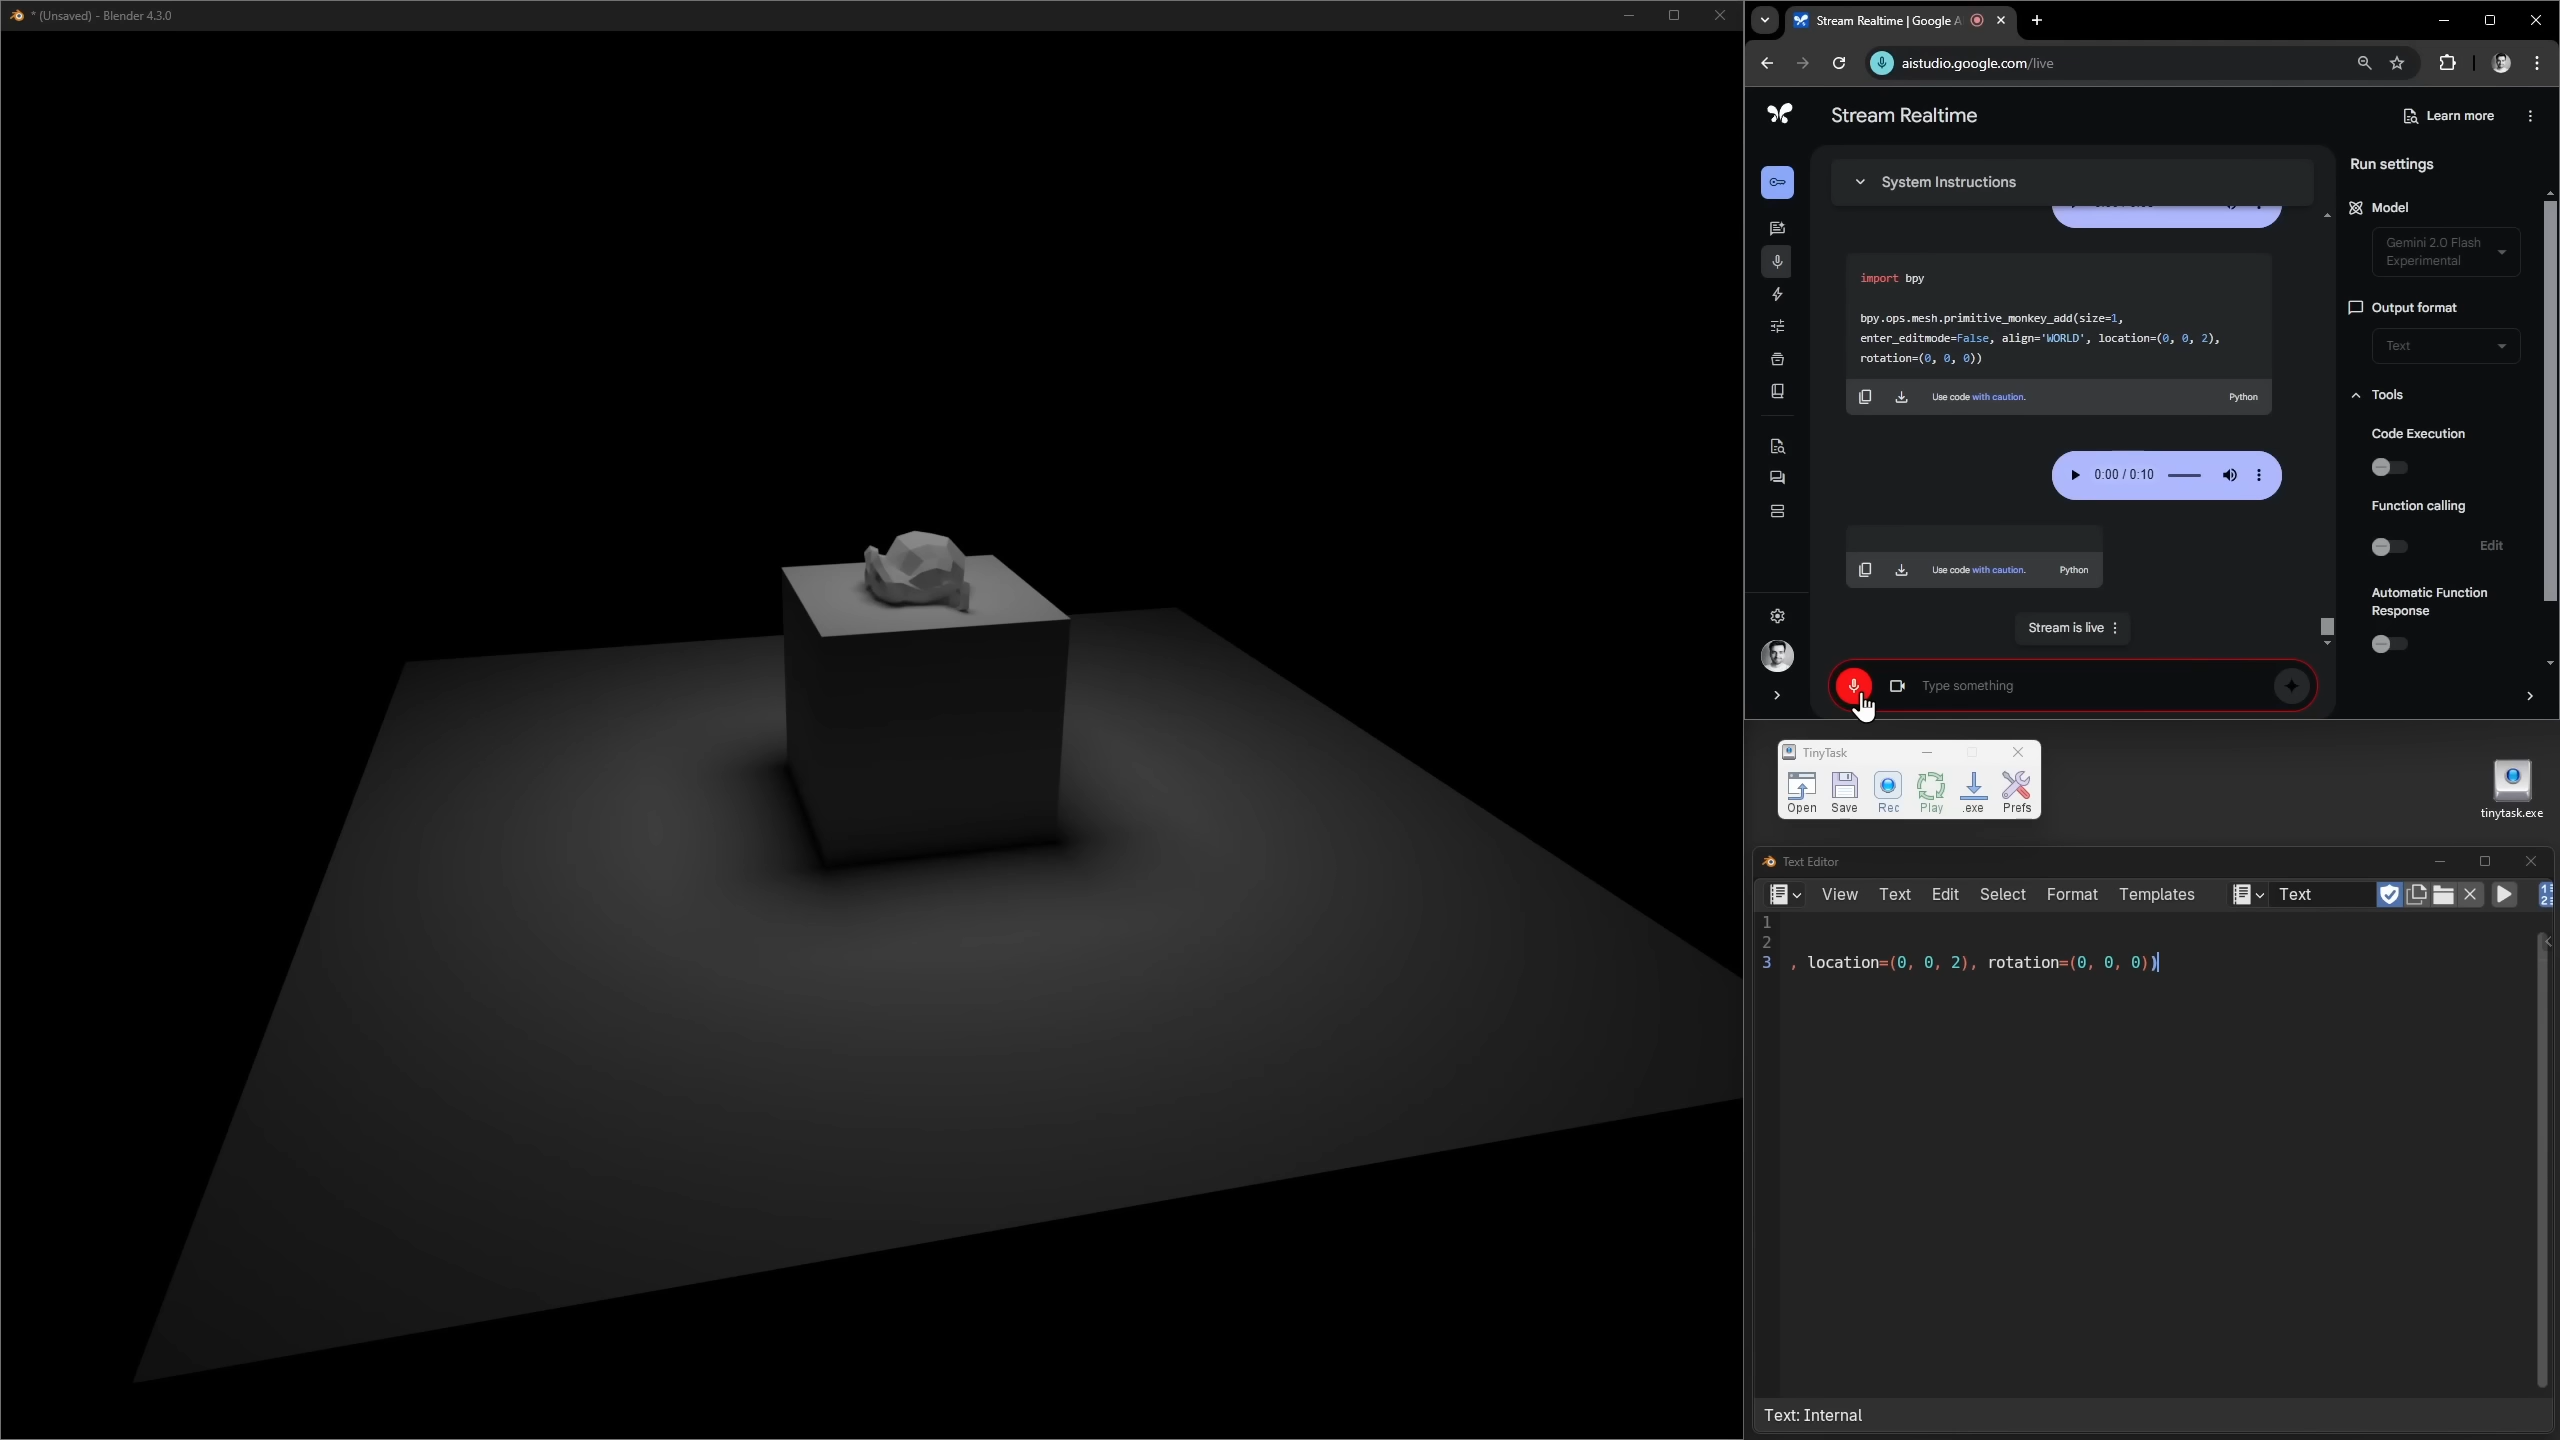 * (Unsaved) - Blender 4.3.0
Stream Realtime | Google A
aistudio.google.com/live
Stream Realtime
Learn more
System Instructions
import bpy
bpy.ops.mesh.primitive_monkey_add(size=1,
enter_editmode=False, align='WORLD', location=(0, 0, 2),
rotation=(0, 0, 0))
Use code with caution.
Python
0:00 / 0:10
Use code with caution.
Python
Stream is live
Type something
Run settings
Model
Gemini 2.0 Flash
Experimental
Output format
Text
Tools
Code Execution
Function calling
Edit
Automatic Function
Response
TinyTask
Open Save Rec Play .exe Prefs
tinytask.exe
Text Editor
View Text Edit Select Format Templates Text
1
2
3 , location=(0, 0, 2), rotation=(0, 0, 0))
Text: Internal